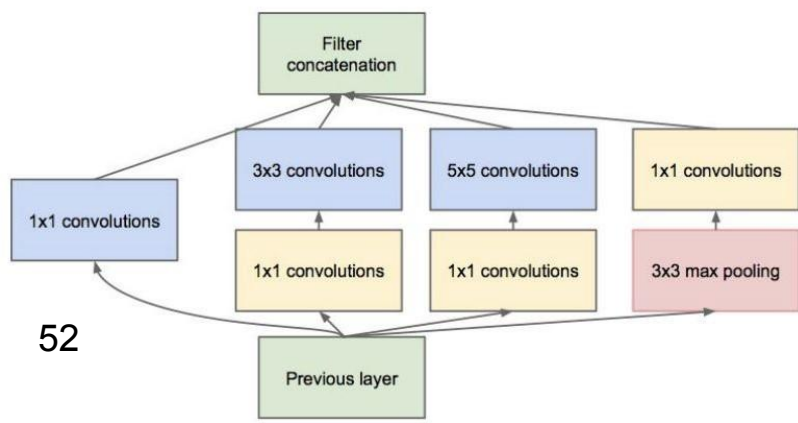 Filter
concatenation
3x3 convolutions
5x5 convolutions
1x1 convolutions
1x1 convolutions
1x1 convolutions
1x1 convolutions
3x3 max pooling
52
Previous layer